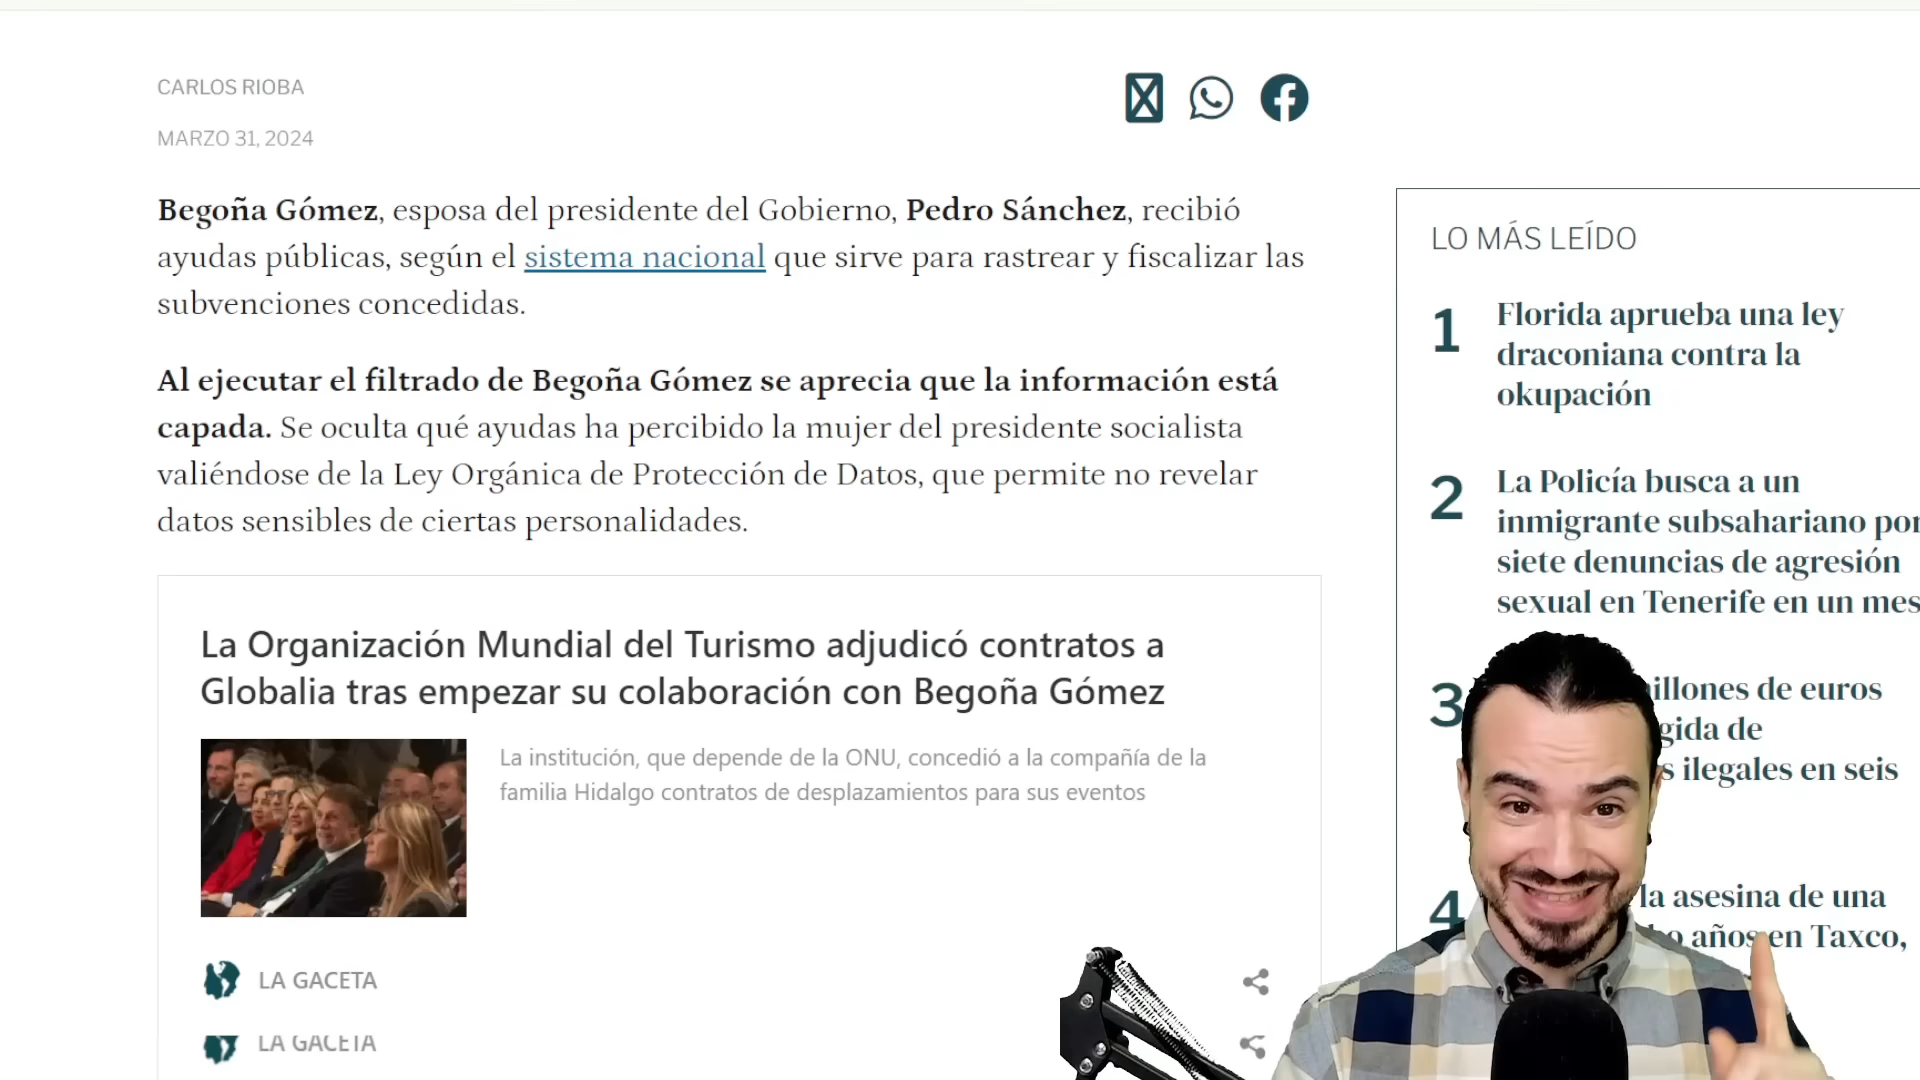 CARLOS RIOBA
MARZO 31, 2024
Begoña Gómez, esposa del presidente del Gobierno, Pedro Sánchez, recibió
ayudas públicas, según el sistema nacional que sirve para rastrear y fiscalizar las
subvenciones concedidas.
Al ejecutar el filtrado de Begoña Gómez se aprecia que la información está
capada. Se oculta qué ayudas ha percibido la mujer del presidente socialista
valiéndose de la Ley Orgánica de Protección de Datos, que permite no revelar
datos sensibles de ciertas personalidades.
La Organización Mundial del Turismo adjudicó contratos a
Globalia tras empezar su colaboración con Begoña Gómez
La institución, que depende de la ONU, concedió a la compañía de la
familia Hidalgo contratos de desplazamientos para sus eventos
LA GACETA
LA GACETA
LO MÁS LEÍDO
1
Florida aprueba una ley
draconiana contra la
okupación
2
La Policía busca a un
inmigrante subsahariano por
siete denuncias de agresión
sexual en Tenerife en un mes
3
de euros
de
ilegales en seis
4
la asesina de una
años en Taxco,